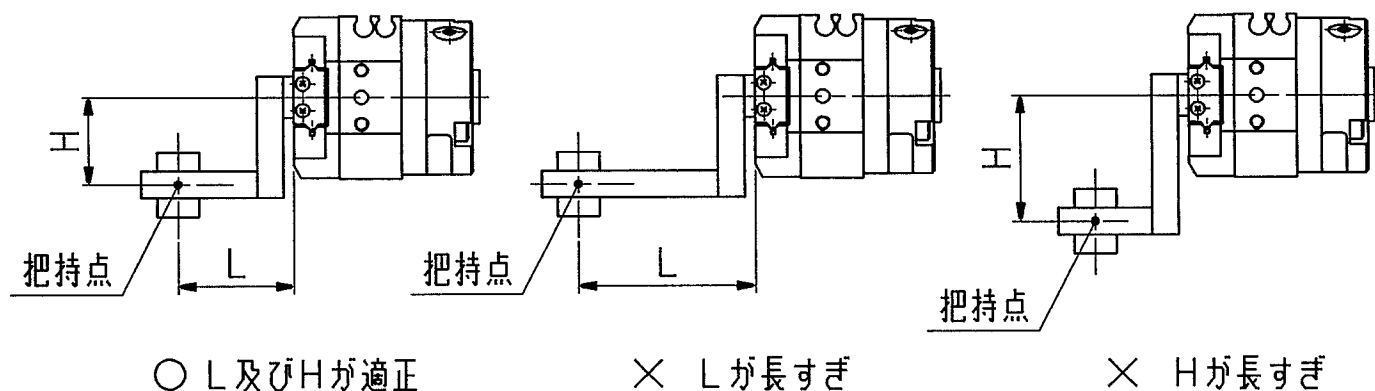 H
L
把持点
○ L及びHが適正
L
把持点
× Lが長すぎ
H
把持点
× Hが長すぎ